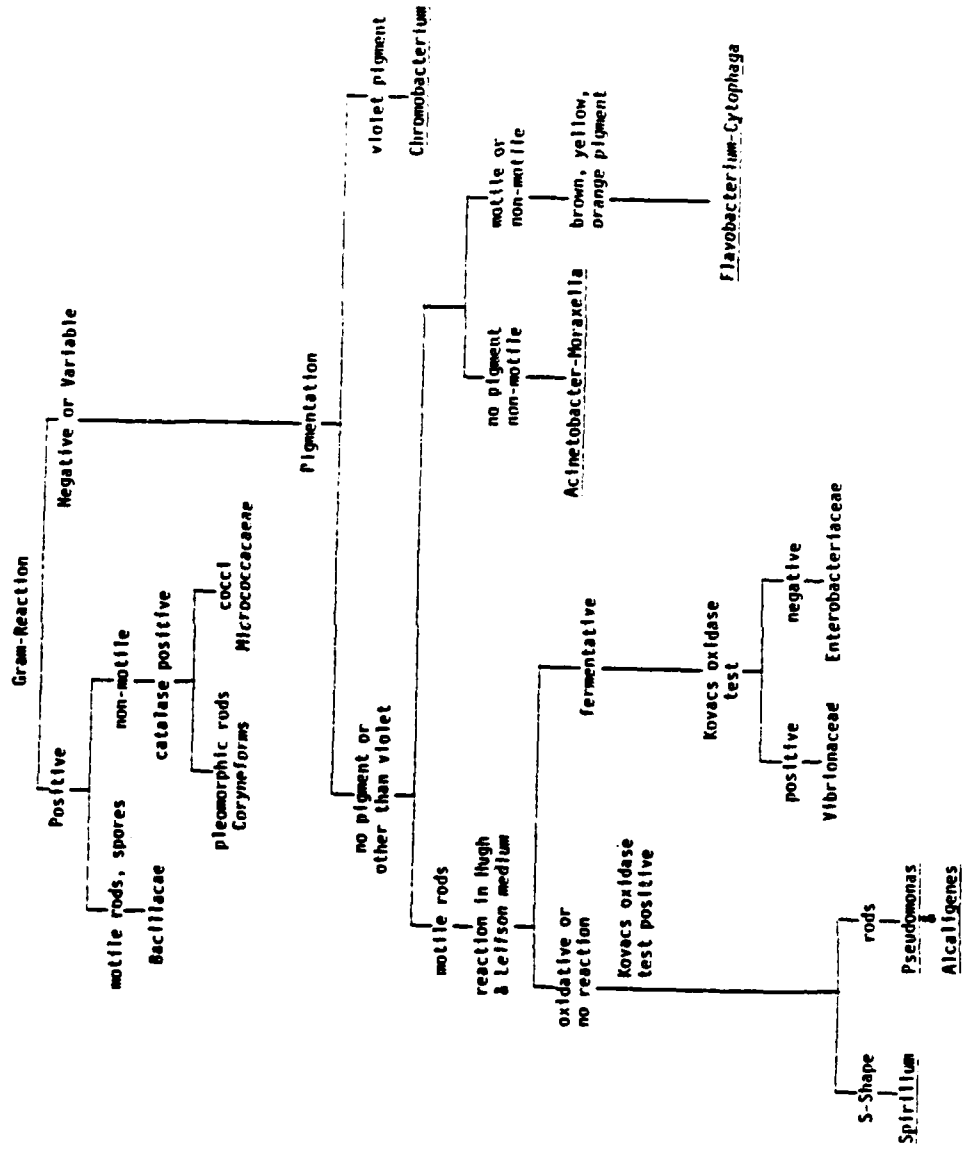 Gram-Reaction
Positive
Negative or Variable
motile rods, spores
non-motile
Bacillacae
catalase positive
pleomorphic rods
Coryneforms
cocci
Micrococcacaeae
Pigmentation
no pigment or
other than violet
violet pigment
Chromobacterium
motile rods
reaction in Hugh
& Leifson medium
no pigment
non-motile
Acinetobacter-Moraxella
motile or
non-motile
brown, yellow,
orange pigment
Flavobacterium-Cytophaga
oxidative or
no reaction
fermentative
Kovacs oxidase
test positive
Kovacs oxidase
test
positive
negative
Vibrionaceae
Enterobacteriaceae
S-Shape
rods
Spirillum
Pseudomonas
&
Alcaligenes